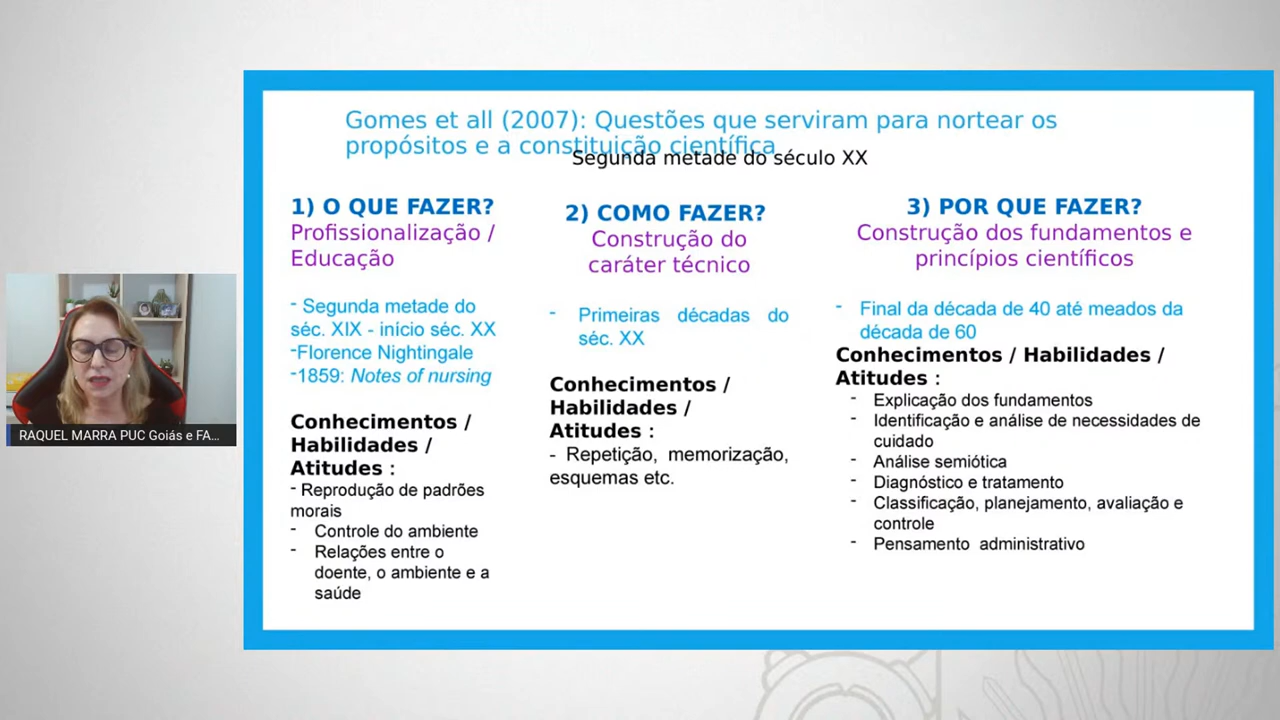 Gomes et all (2007): Questões que serviram para nortear os
propósitos e a constituição científica
Segunda metade do século XX
1) O QUE FAZER?
Profissionalização /
Educação
- Segunda metade do
séc. XIX - início séc. XX
-Florence Nightingale
-1859: Notes of nursing
Conhecimentos /
Habilidades /
Atitudes :
- Reprodução de padrões
morais
- Controle do ambiente
- Relações entre o
doente, o ambiente e a
saúde
2) COMO FAZER?
Construção do
caráter técnico
- Primeiras décadas do
séc. XX
Conhecimentos /
Habilidades /
Atitudes :
- Repetição, memorização,
esquemas etc.
3) POR QUE FAZER?
Construção dos fundamentos e
princípios científicos
- Final da década de 40 até meados da
década de 60
Conhecimentos / Habilidades /
Atitudes :
- Explicação dos fundamentos
- Identificação e análise de necessidades de
cuidado
- Análise semiótica
- Diagnóstico e tratamento
- Classificação, planejamento, avaliação e
controle
- Pensamento administrativo
RAQUEL MARRA PUC Goiás e FA...